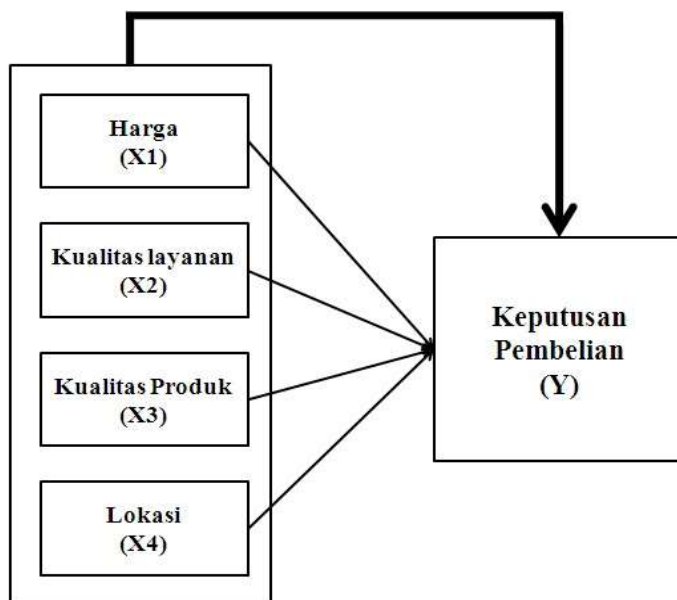 Harga
(X1)
Kualitas layanan
(X2)
Kualitas Produk
(X3)
Lokasi
(X4)
Keputusan
Pembelian
(Y)